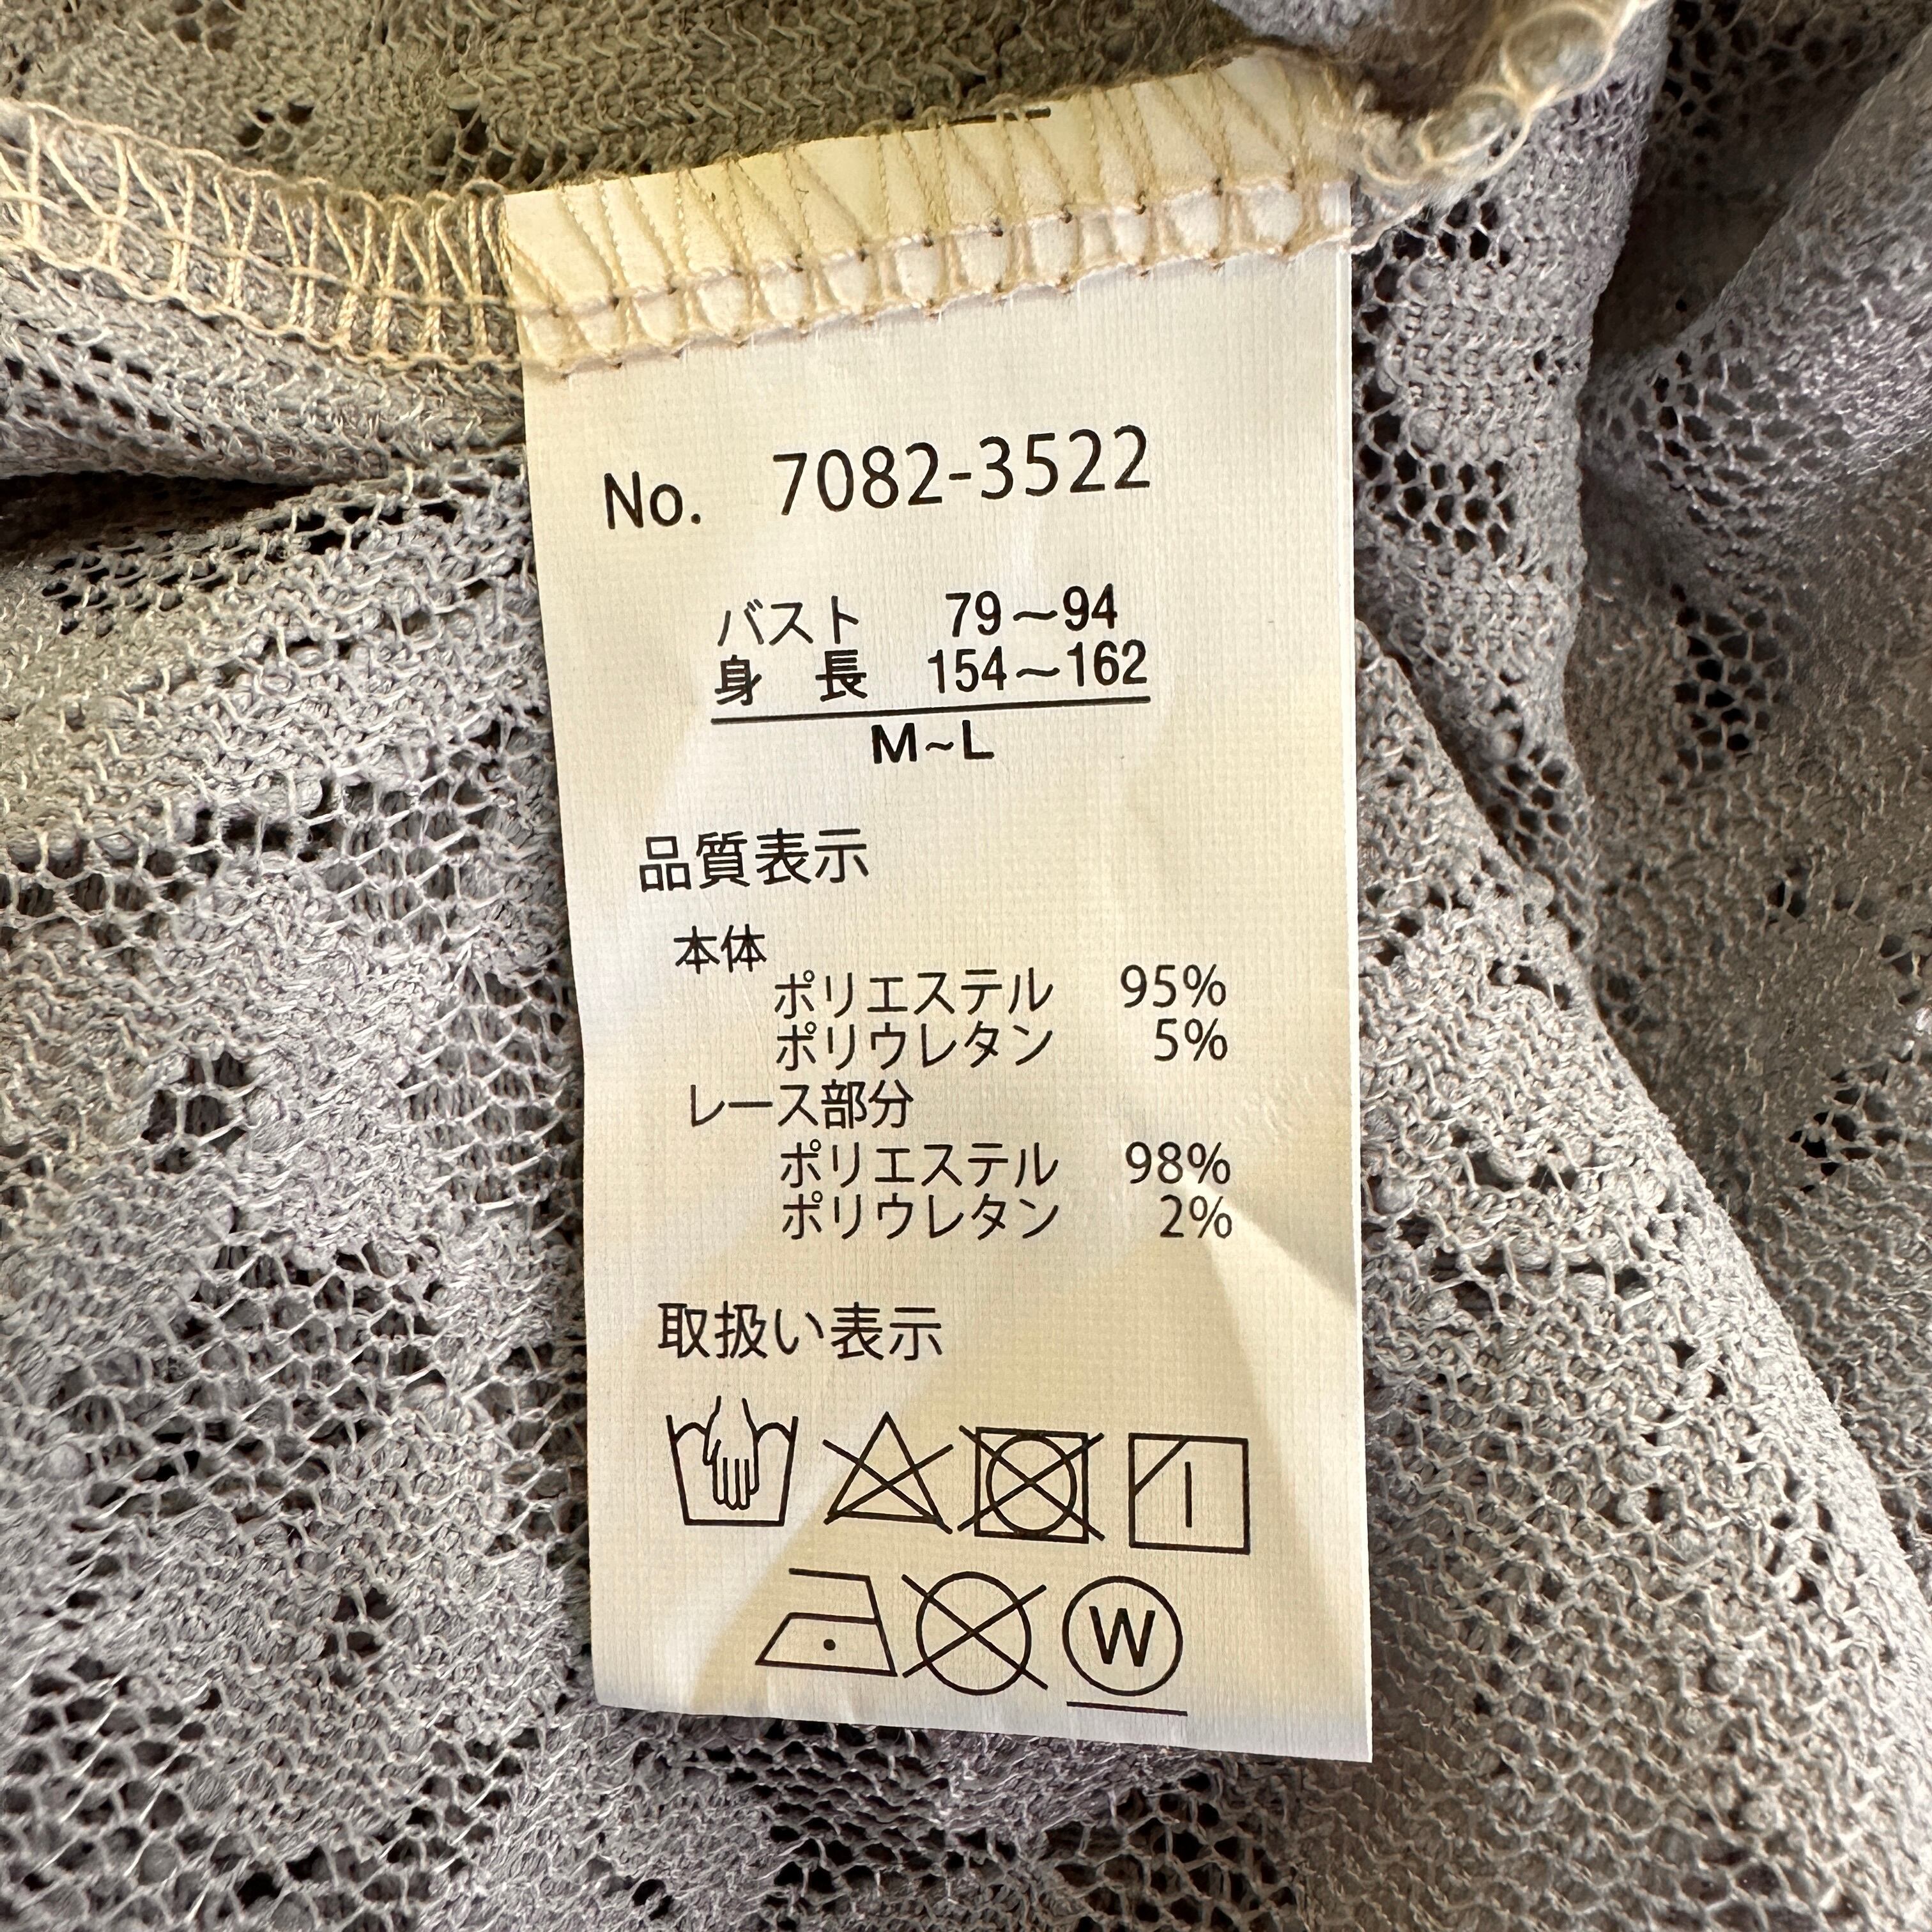 No. 7082-3522
バスト 79～94
身 長 154～162
M~L
品質表示
本体
ポリエステル 95%
ポリウレタン 5%
レース部分
ポリエステル 98%
ポリウレタン 2%
取扱い表示
W